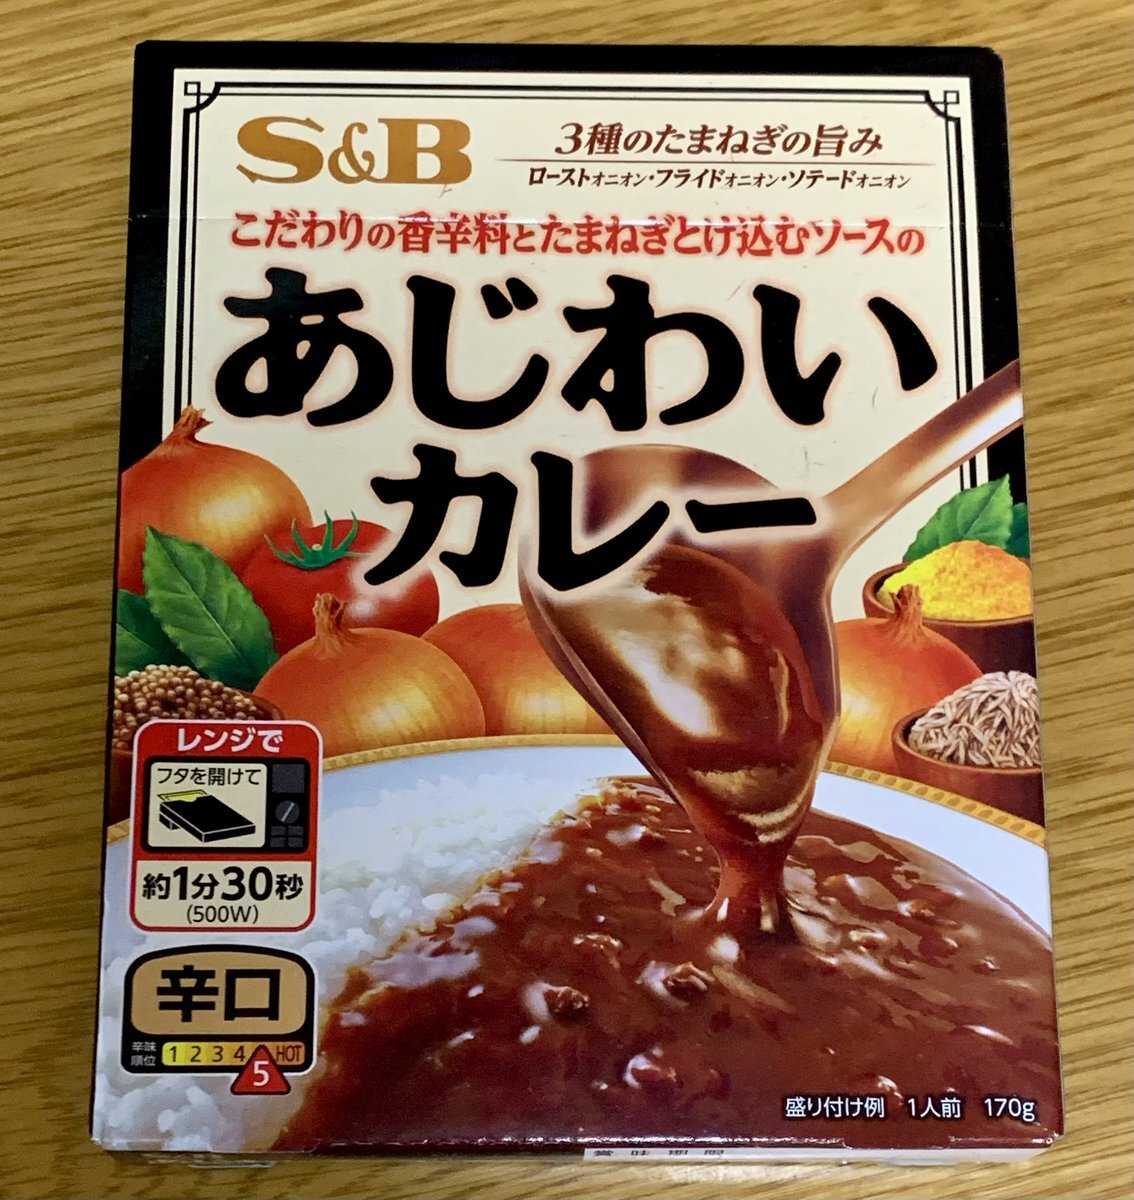 S&B
3種のたまねぎの旨み
ローストオニオン・フライドオニオン・ソテードオニオン
こだわりの香辛料とたまねぎとけ込むソースの
あじわい
カレー
レンジで
フタを開けて
約1分30秒
(500W)
辛口
辛味
順位
1 2 3 4 5 HOT
盛り付け例 1人前 170g
賞味期限